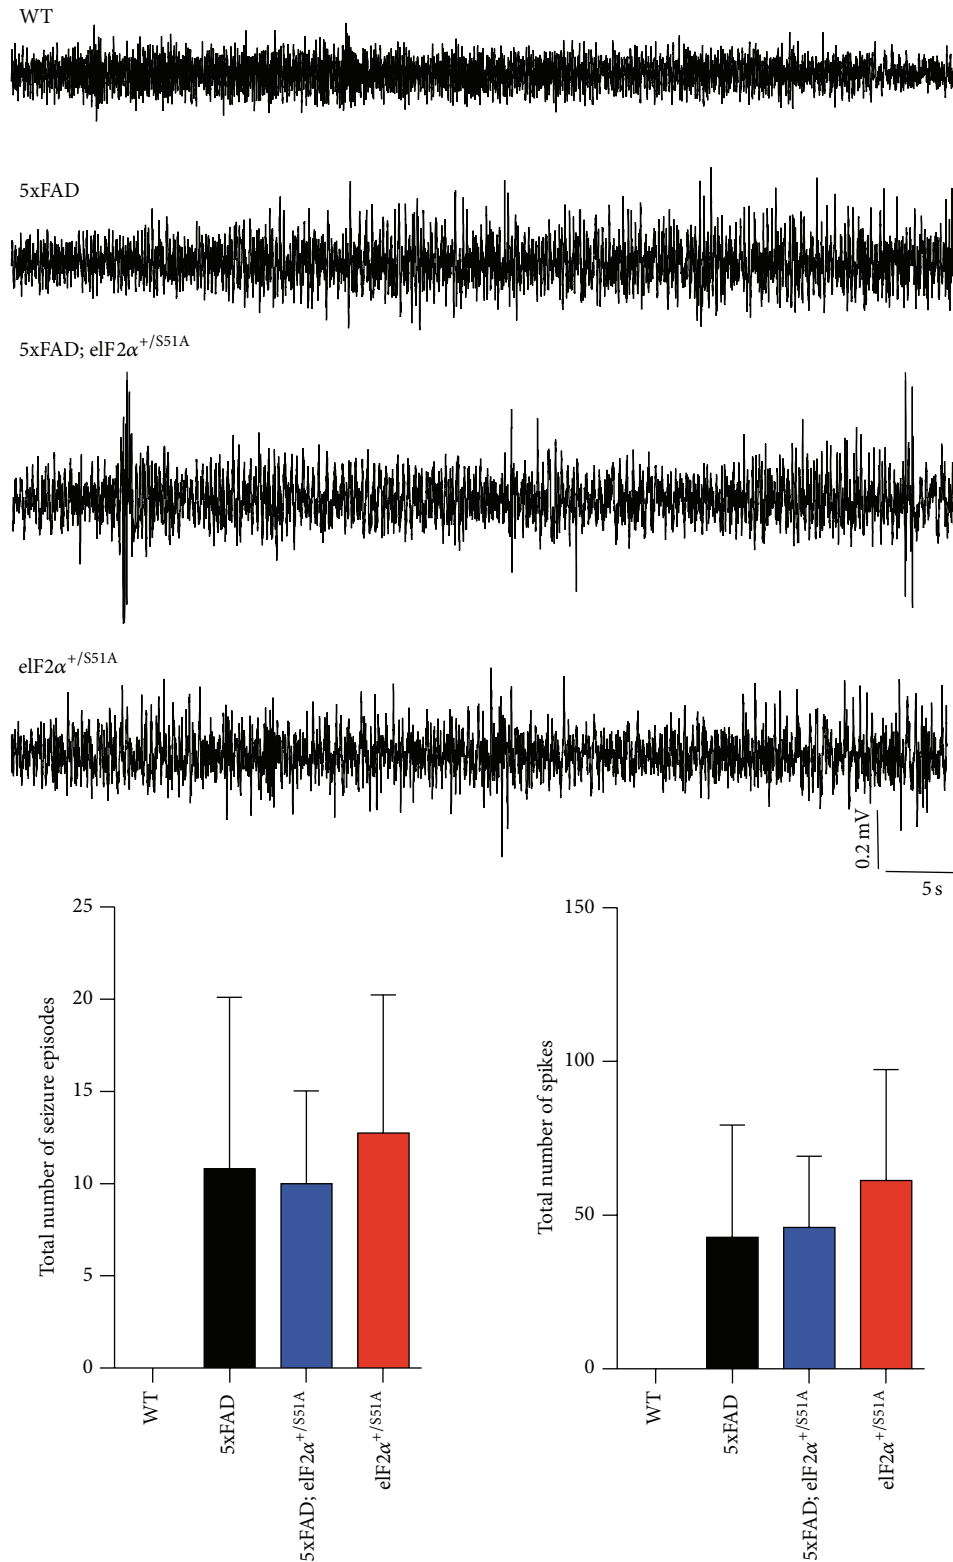 WT
5xFAD
5xFAD; eIF2α+/S51A
eIF2α+/S51A
0.2 mV
5 s
Total number of seizure episodes
25
20
15
10
5
0
WT
5xFAD
5xFAD; eIF2α+/S51A
eIF2α+/S51A
Total number of spikes
150
100
50
0
WT
5xFAD
5xFAD; eIF2α+/S51A
eIF2α+/S51A